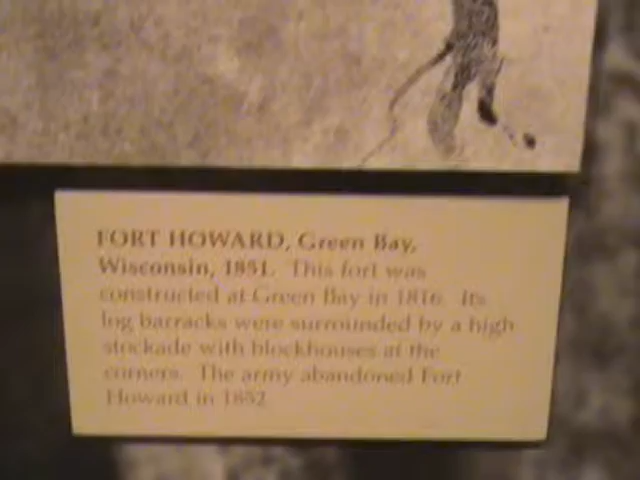 FORT HOWARD, Green Bay,
Wisconsin, 1851. This fort was
constructed at Green Bay in 1816. Its
log barracks were surrounded by a high
stockade with blockhouses at the
corners. The army abandoned Fort
Howard in 1852